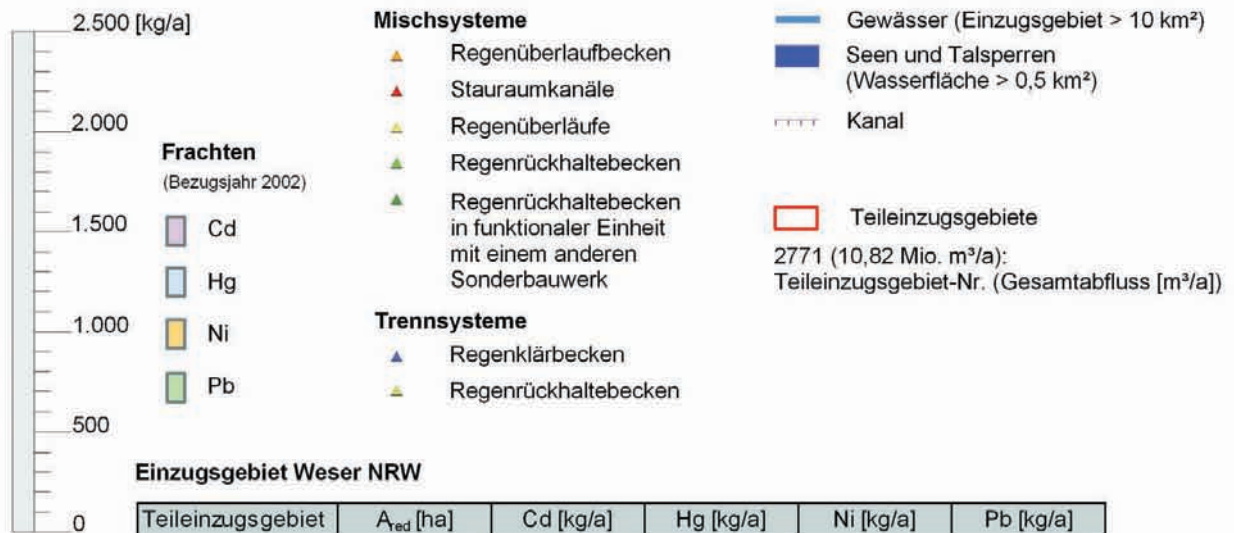 2.500 [kg/a]
2.000
1.500
1.000
500
0
Frachten
(Bezugsjahr 2002)
Cd
Hg
Ni
Pb
Mischsysteme
Regenüberlaufbecken
Stauraumkanäle
Regenüberläufe
Regenrückhaltebecken
Regenrückhaltebecken
in funktionaler Einheit
mit einem anderen
Sonderbauwerk
Trennsysteme
Regenklärbecken
Regenrückhaltebecken
Gewässer (Einzugsgebiet > 10 km²)
Seen und Talsperren
(Wasserfläche > 0,5 km²)
Kanal
Teileinzugsgebiete
2771 (10,82 Mio. m³/a):
Teileinzugsgebiet-Nr. (Gesamtabfluss [m³/a])
Einzugsgebiet Weser NRW
Teileinzugsgebiet A_red [ha] Cd [kg/a] Hg [kg/a] Ni [kg/a] Pb [kg/a]